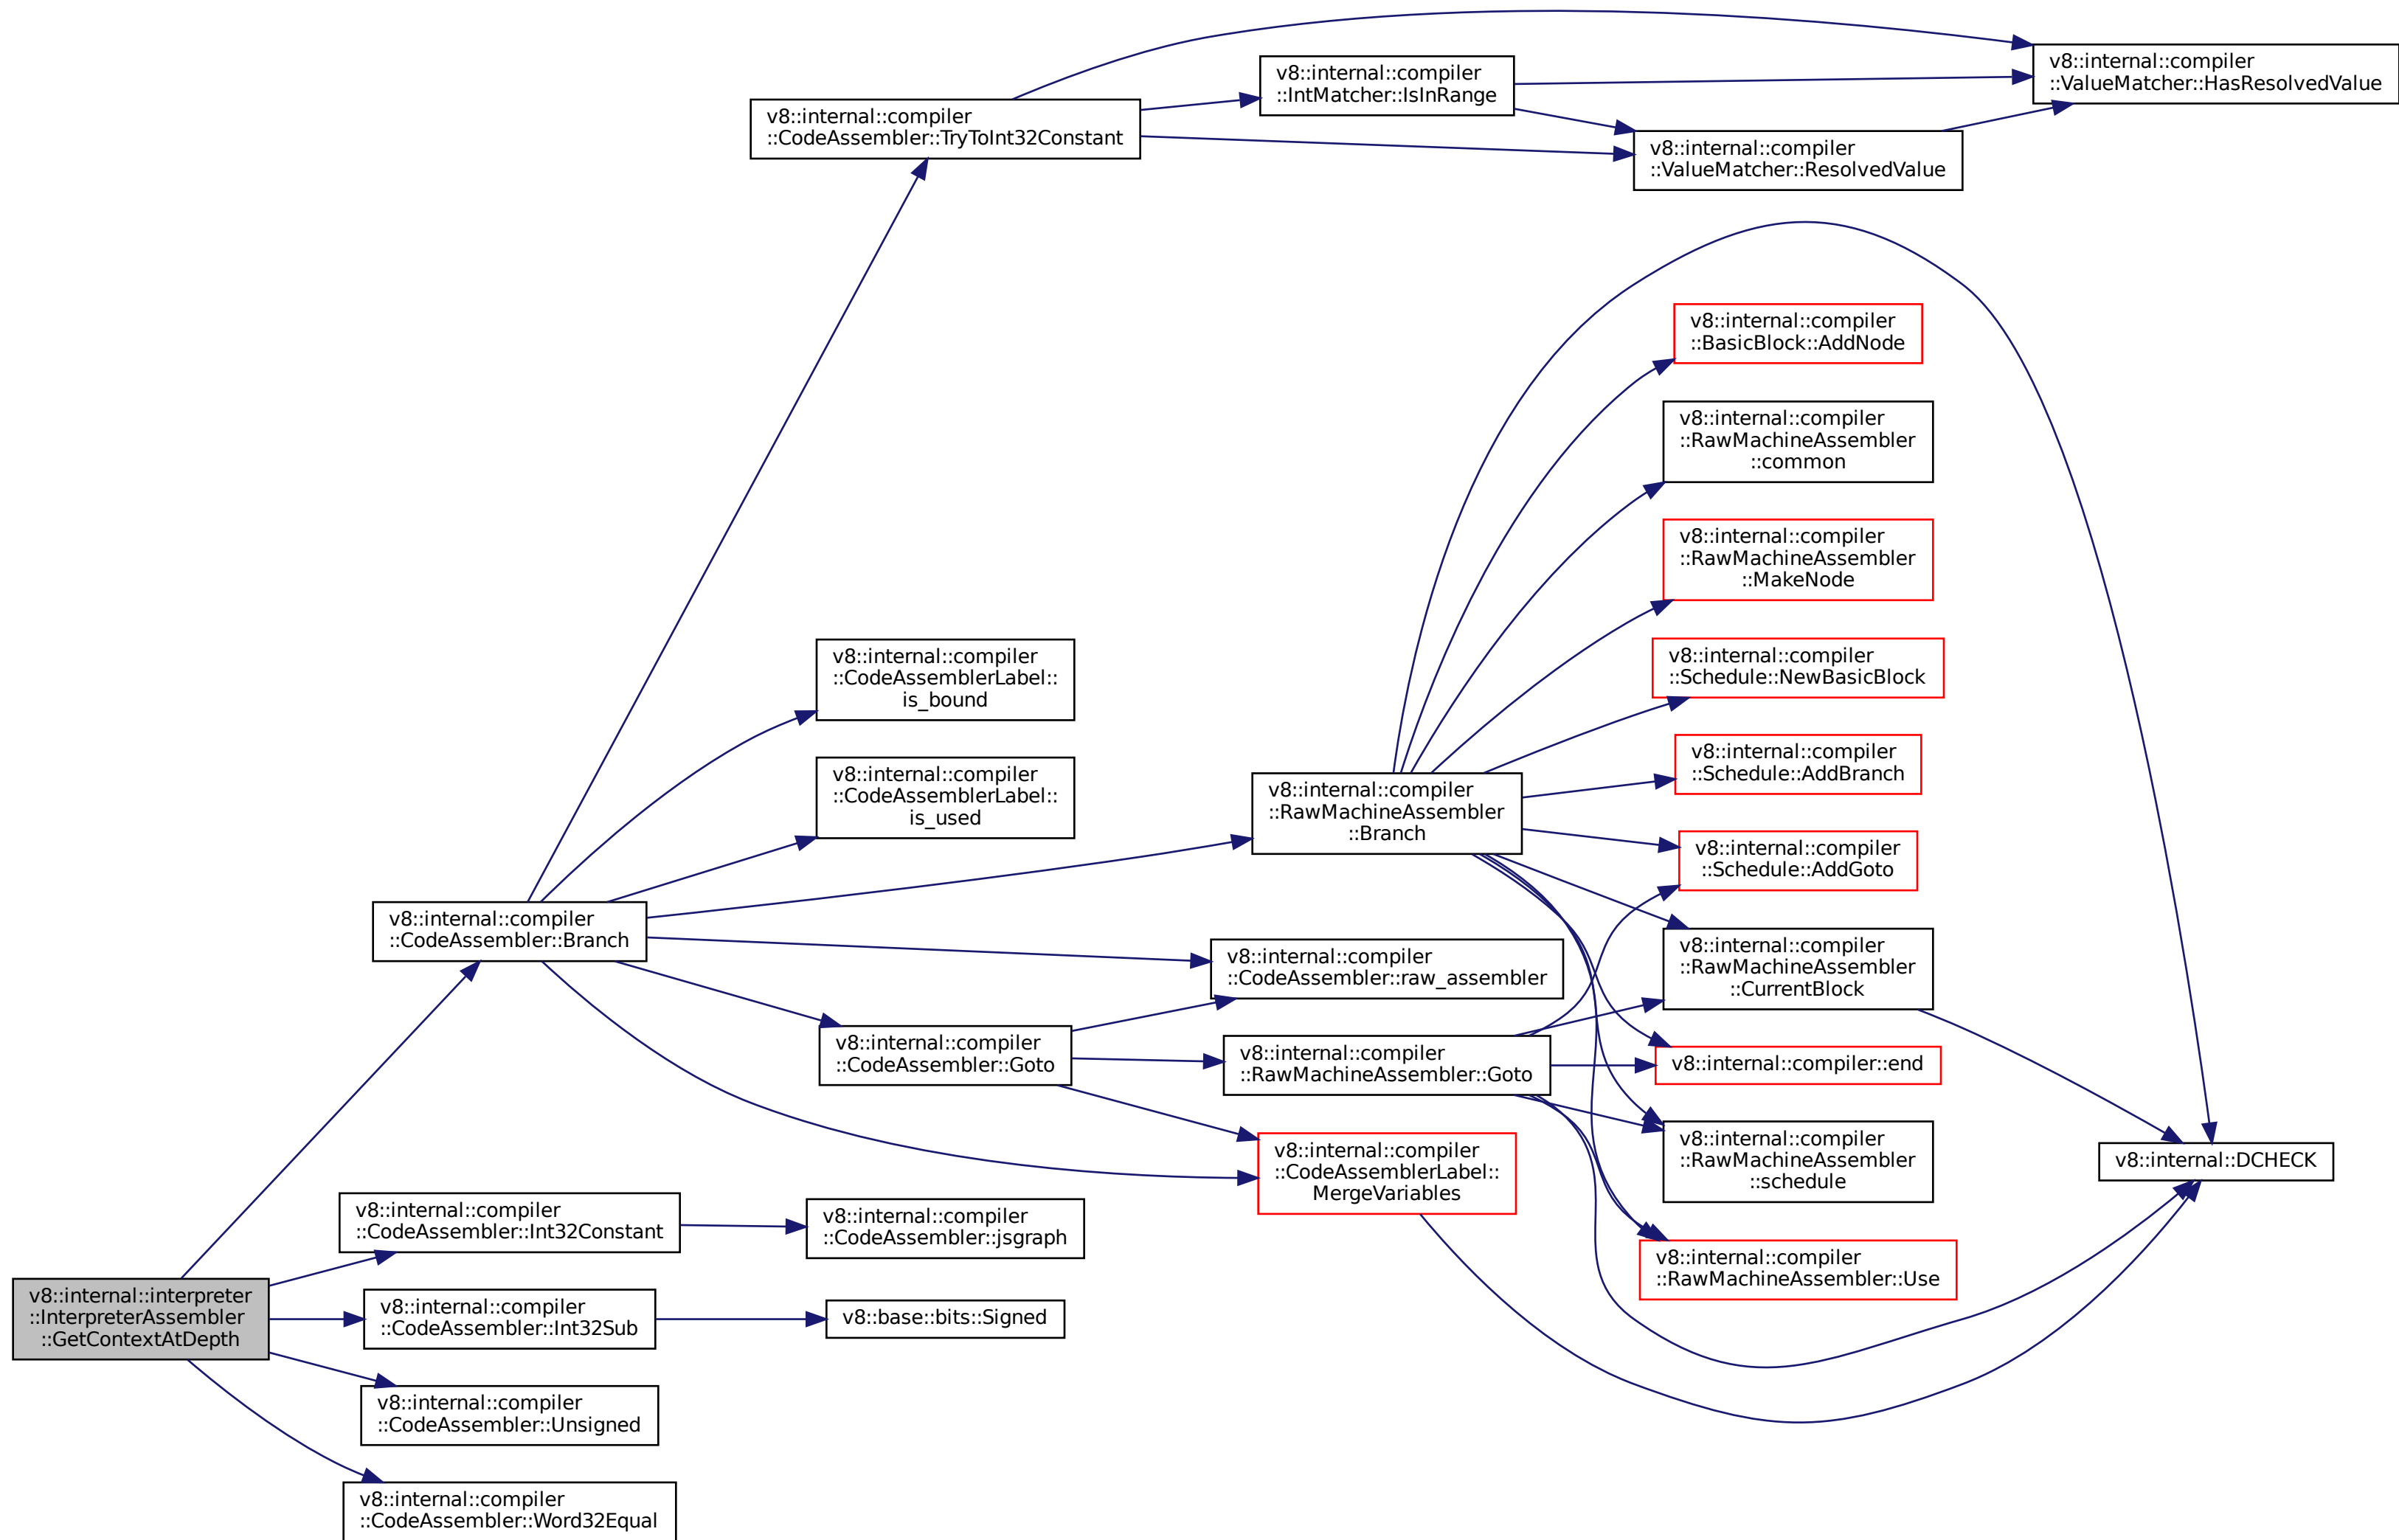 v8::internal::compiler
::ValueMatcher::HasResolvedValue
v8::internal::compiler
::IntMatcher::IsInRange
v8::internal::compiler
::CodeAssembler::TryToInt32Constant
v8::internal::compiler
::ValueMatcher::ResolvedValue
v8::internal::compiler
::BasicBlock::AddNode
v8::internal::compiler
::RawMachineAssembler
::common
v8::internal::compiler
::RawMachineAssembler
::MakeNode
v8::internal::compiler
::Schedule::NewBasicBlock
v8::internal::compiler
::CodeAssemblerLabel::
is_bound
v8::internal::compiler
::Schedule::AddBranch
v8::internal::compiler
::CodeAssemblerLabel::
is_used
v8::internal::compiler
::RawMachineAssembler
::Branch
v8::internal::compiler
::Schedule::AddGoto
v8::internal::compiler
::CodeAssembler::Branch
v8::internal::compiler
::RawMachineAssembler
::CurrentBlock
v8::internal::compiler
::CodeAssembler::raw_assembler
v8::internal::compiler
::CodeAssembler::Goto
v8::internal::compiler
::RawMachineAssembler::Goto
v8::internal::compiler::end
v8::internal::compiler
::RawMachineAssembler
::schedule
v8::internal::compiler
::CodeAssemblerLabel::
MergeVariables
v8::internal::DCHECK
v8::internal::compiler
::CodeAssembler::Int32Constant
v8::internal::compiler
::CodeAssembler::jsgraph
v8::internal::compiler
::RawMachineAssembler::Use
v8::internal::interpreter
::InterpreterAssembler
::GetContextAtDepth
v8::internal::compiler
::CodeAssembler::Int32Sub
v8::base::bits::Signed
v8::internal::compiler
::CodeAssembler::Unsigned
v8::internal::compiler
::CodeAssembler::Word32Equal